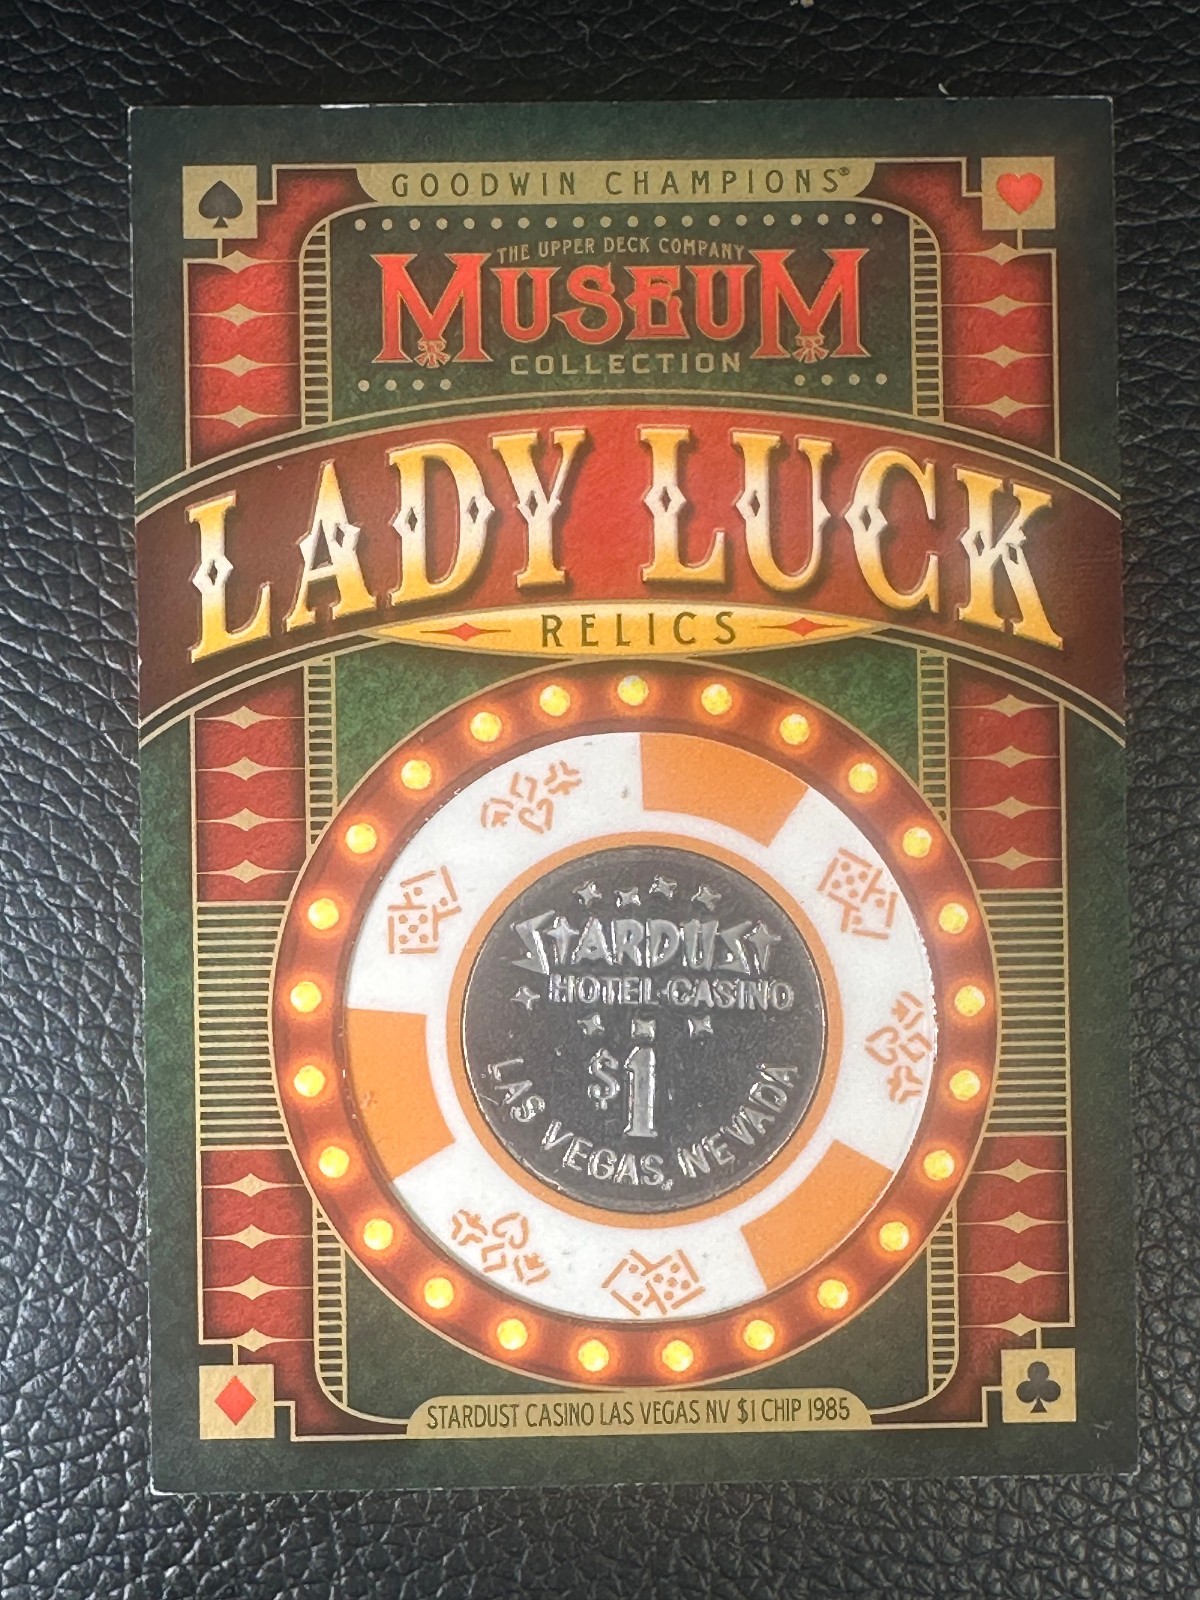 GOODWIN CHAMPIONS®
THE UPPER DECK COMPANY
MUSEUM
COLLECTION
LADY LUCK
RELICS
STARDUST
HOTEL-CASINO
$1
LAS VEGAS, NEVADA
STARDUST CASINO LAS VEGAS NV $1 CHIP 1985